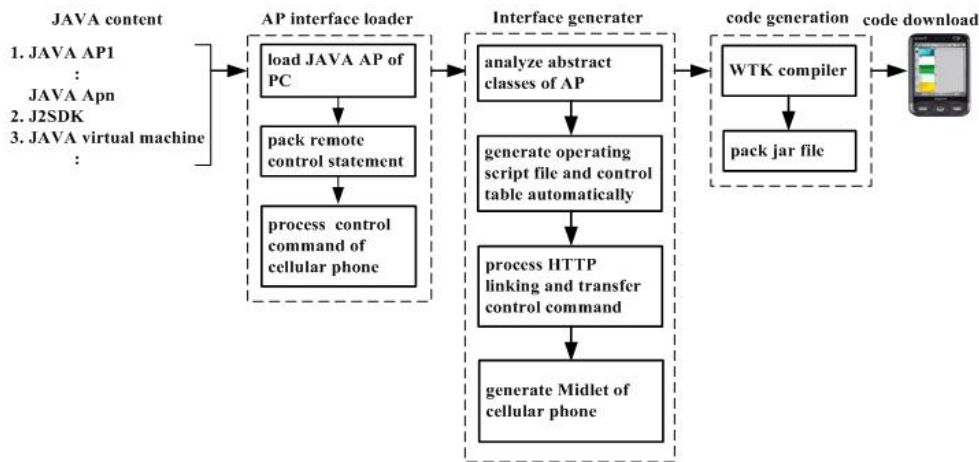 JAVA content
1. JAVA AP1
:
JAVA Apn
2. J2SDK
3. JAVA virtual machine
:
AP interface loader
load JAVA AP of
PC
pack remote
control statement
process control
command of
cellular phone
Interface generater
analyze abstract
classes of AP
generate operating
script file and control
table automatically
process HTTP
linking and transfer
control command
generate Midlet of
cellular phone
code generation
WTK compiler
pack jar file
code download